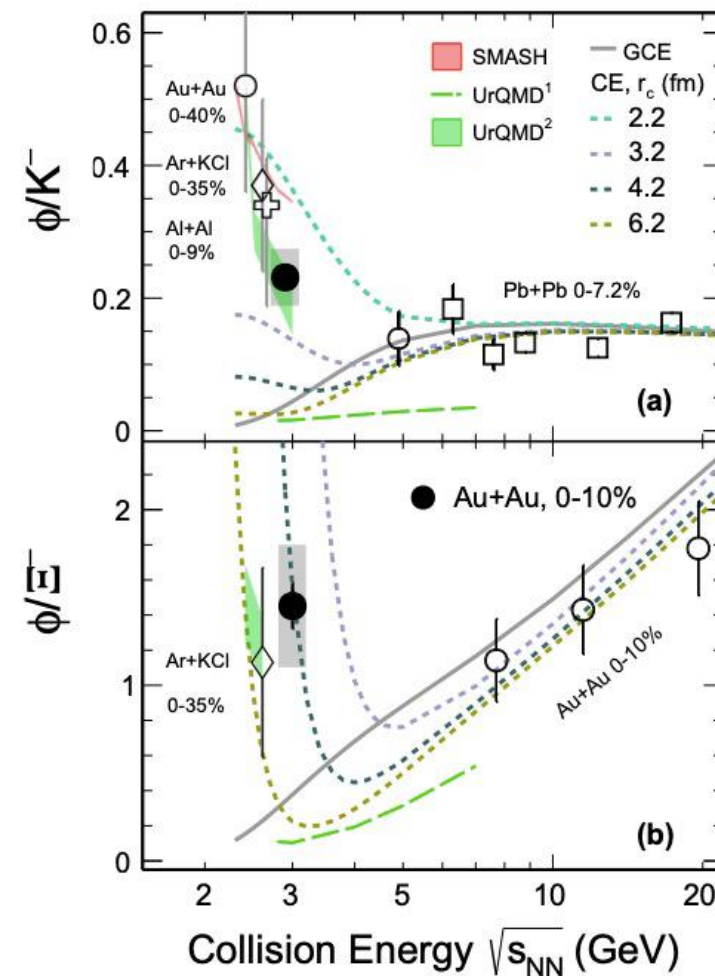 0.6
0.4
0.2
0
ϕ/K⁻
Au+Au
0-40%
Ar+KCl
0-35%
Al+Al
0-9%
SMASH
UrQMD¹
UrQMD²
GCE
CE, r_c (fm)
2.2
3.2
4.2
6.2
Pb+Pb 0-7.2%
(a)
2
1
0
ϕ/Ξ⁻
Au+Au, 0-10%
Ar+KCl
0-35%
Au+Au 0-10%
(b)
2 3 5 10 20
Collision Energy √s_NN (GeV)